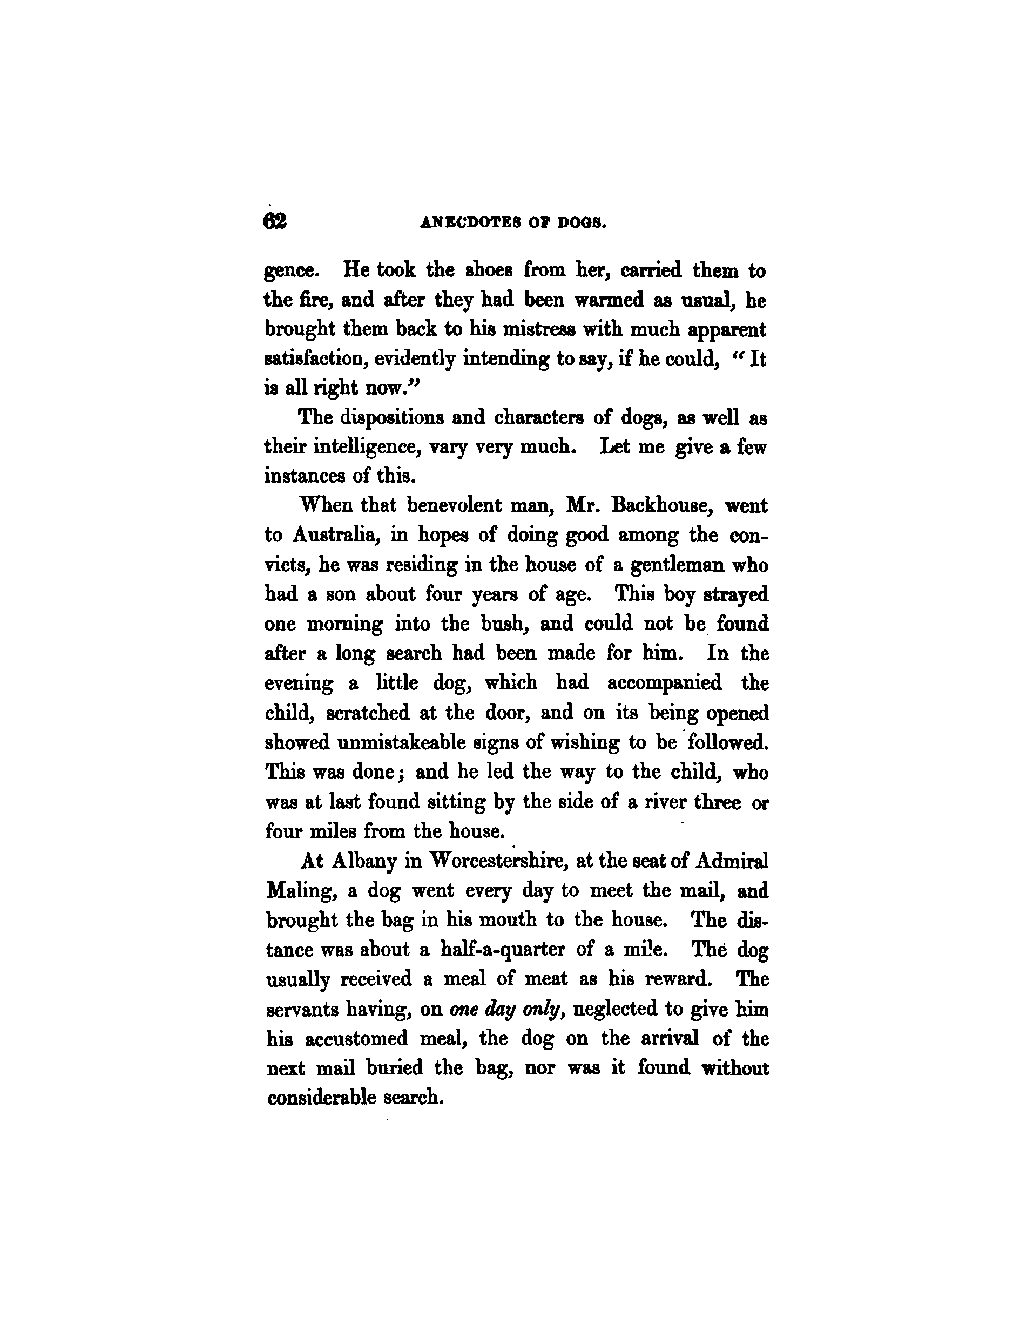 62 ANECDOTES OF DOGS.
gence. He took the shoes from her, carried them to
the fire, and after they had been warmed as usual, he
brought them back to his mistress with much apparent
satisfaction, evidently intending to say, if he could, “ It
is all right now.”
The dispositions and characters of dogs, as well as
their intelligence, vary very much. Let me give a few
instances of this.
When that benevolent man, Mr. Backhouse, went
to Australia, in hopes of doing good among the con-
victs, he was residing in the house of a gentleman who
had a son about four years of age. This boy strayed
one morning into the bush, and could not be found
after a long search had been made for him. In the
evening a little dog, which had accompanied the
child, scratched at the door, and on its being opened
showed unmistakeable signs of wishing to be followed.
This was done; and he led the way to the child, who
was at last found sitting by the side of a river three or
four miles from the house.
At Albany in Worcestershire, at the seat of Admiral
Maling, a dog went every day to meet the mail, and
brought the bag in his mouth to the house. The dis-
tance was about a half-a-quarter of a mile. The dog
usually received a meal of meat as his reward. The
servants having, on one day only, neglected to give him
his accustomed meal, the dog on the arrival of the
next mail buried the bag, nor was it found without
considerable search.